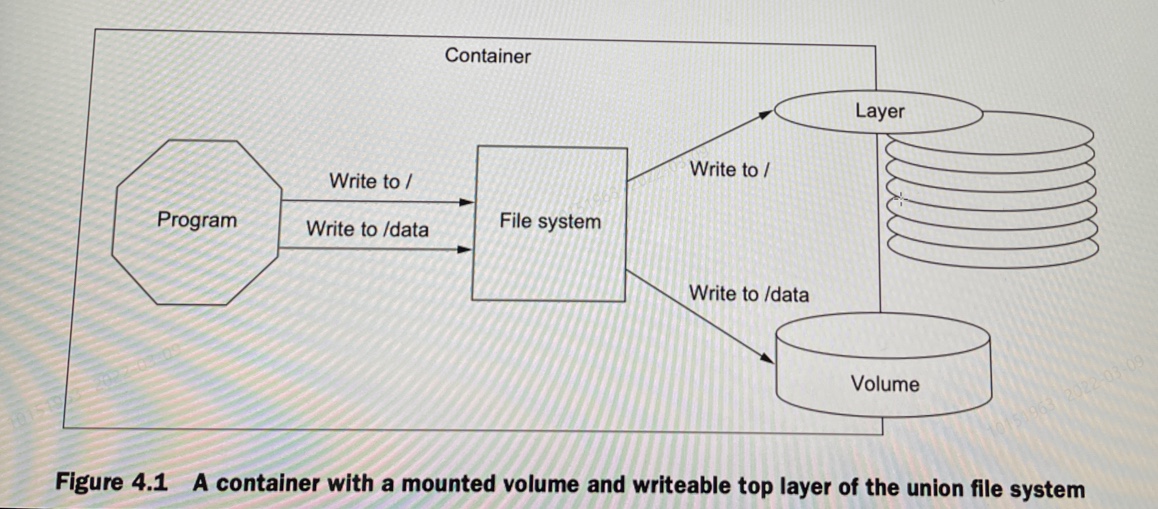 Container
Layer
Write to /
Write to /
Program
File system
Write to /data
Write to /data
Volume
Figure 4.1 A container with a mounted volume and writeable top layer of the union file system